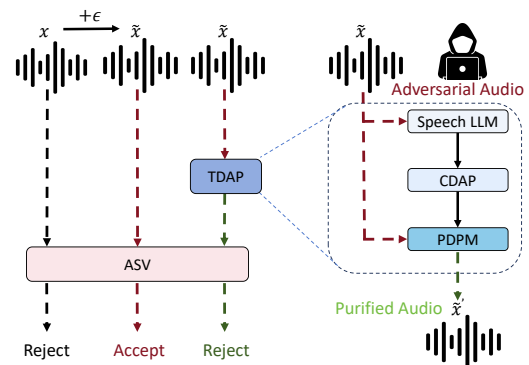 +ϵ
x x̃ x̃ x̃
Adversarial Audio
Speech LLM
TDAP
CDAP
PDPM
ASV
Purified Audio x̃′
Reject Accept Reject